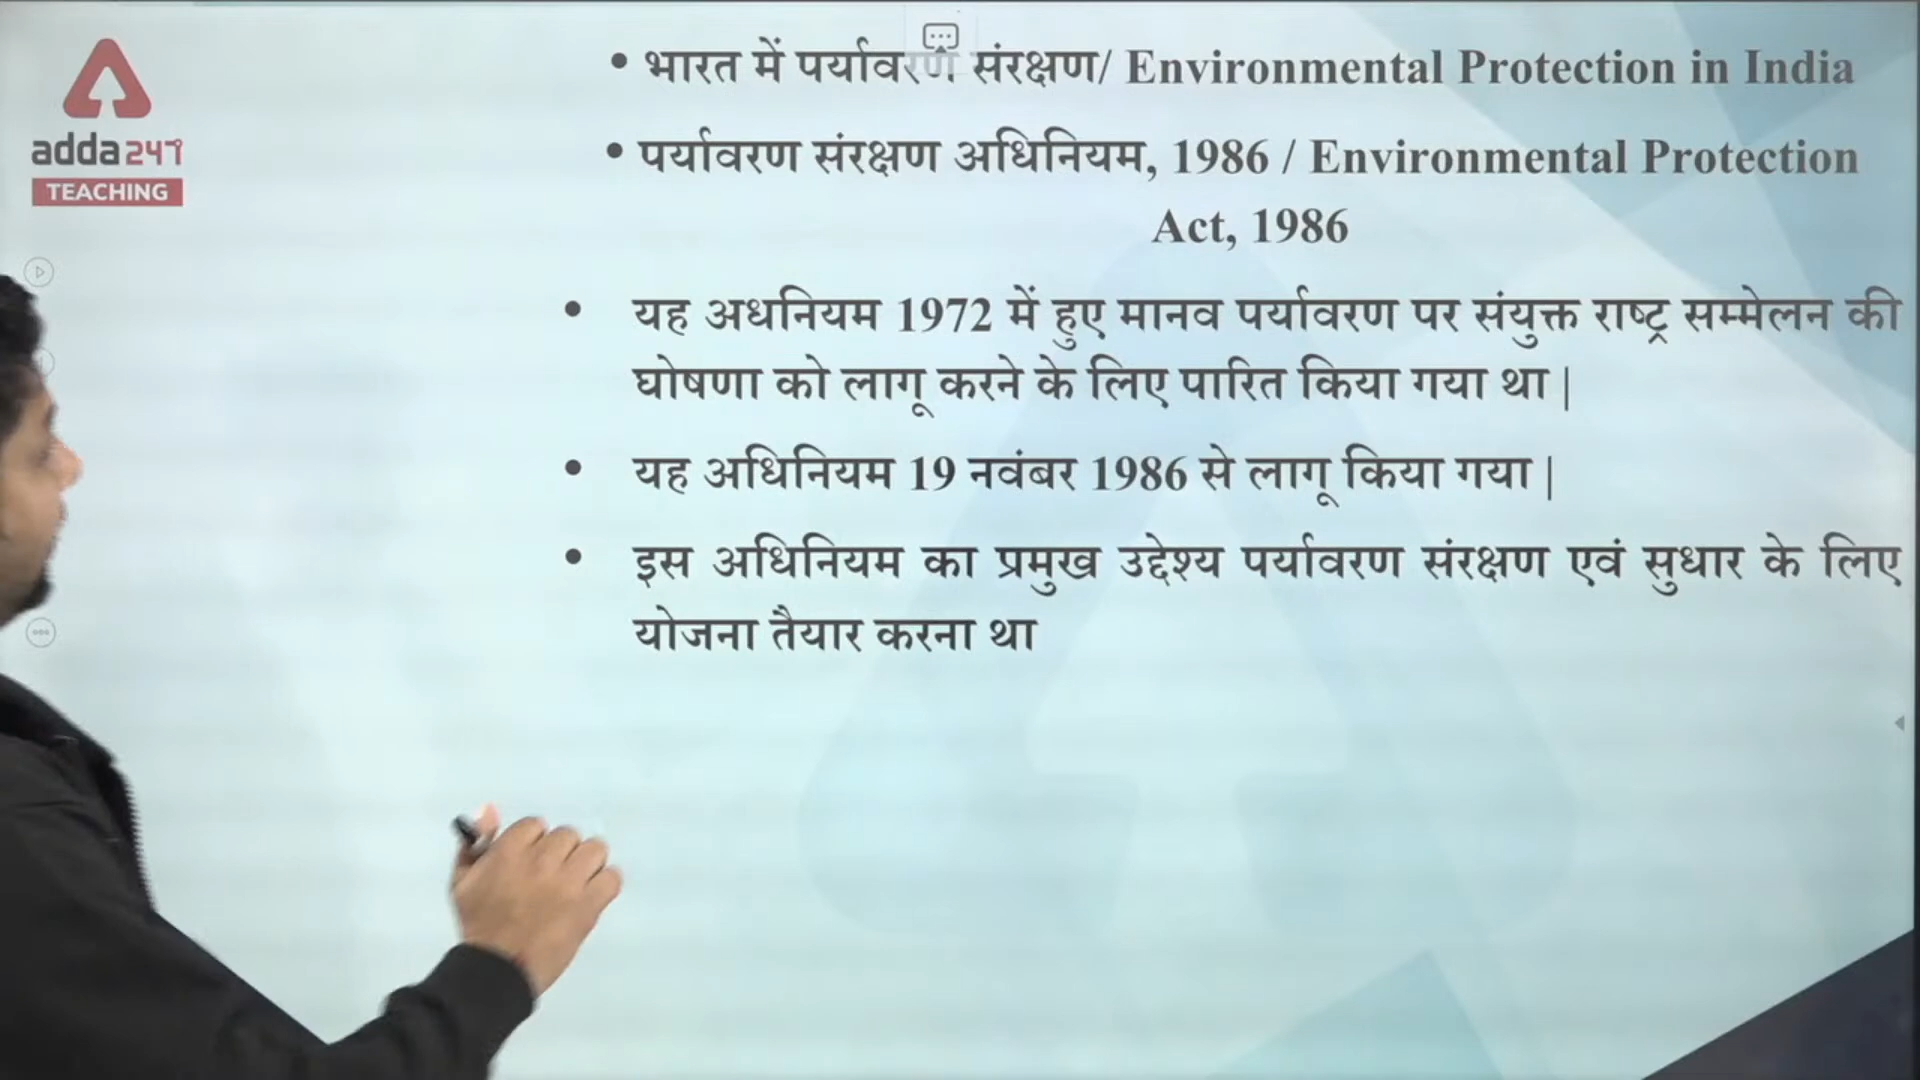 adda247
TEACHING
• भारत में पर्यावरण संरक्षण/ Environmental Protection in India
• पर्यावरण संरक्षण अधिनियम, 1986 / Environmental Protection
Act, 1986
• यह अधनियम 1972 में हुए मानव पर्यावरण पर संयुक्त राष्ट्र सम्मेलन की
घोषणा को लागू करने के लिए पारित किया गया था |
• यह अधिनियम 19 नवंबर 1986 से लागू किया गया |
• इस अधिनियम का प्रमुख उद्देश्य पर्यावरण संरक्षण एवं सुधार के लिए
योजना तैयार करना था